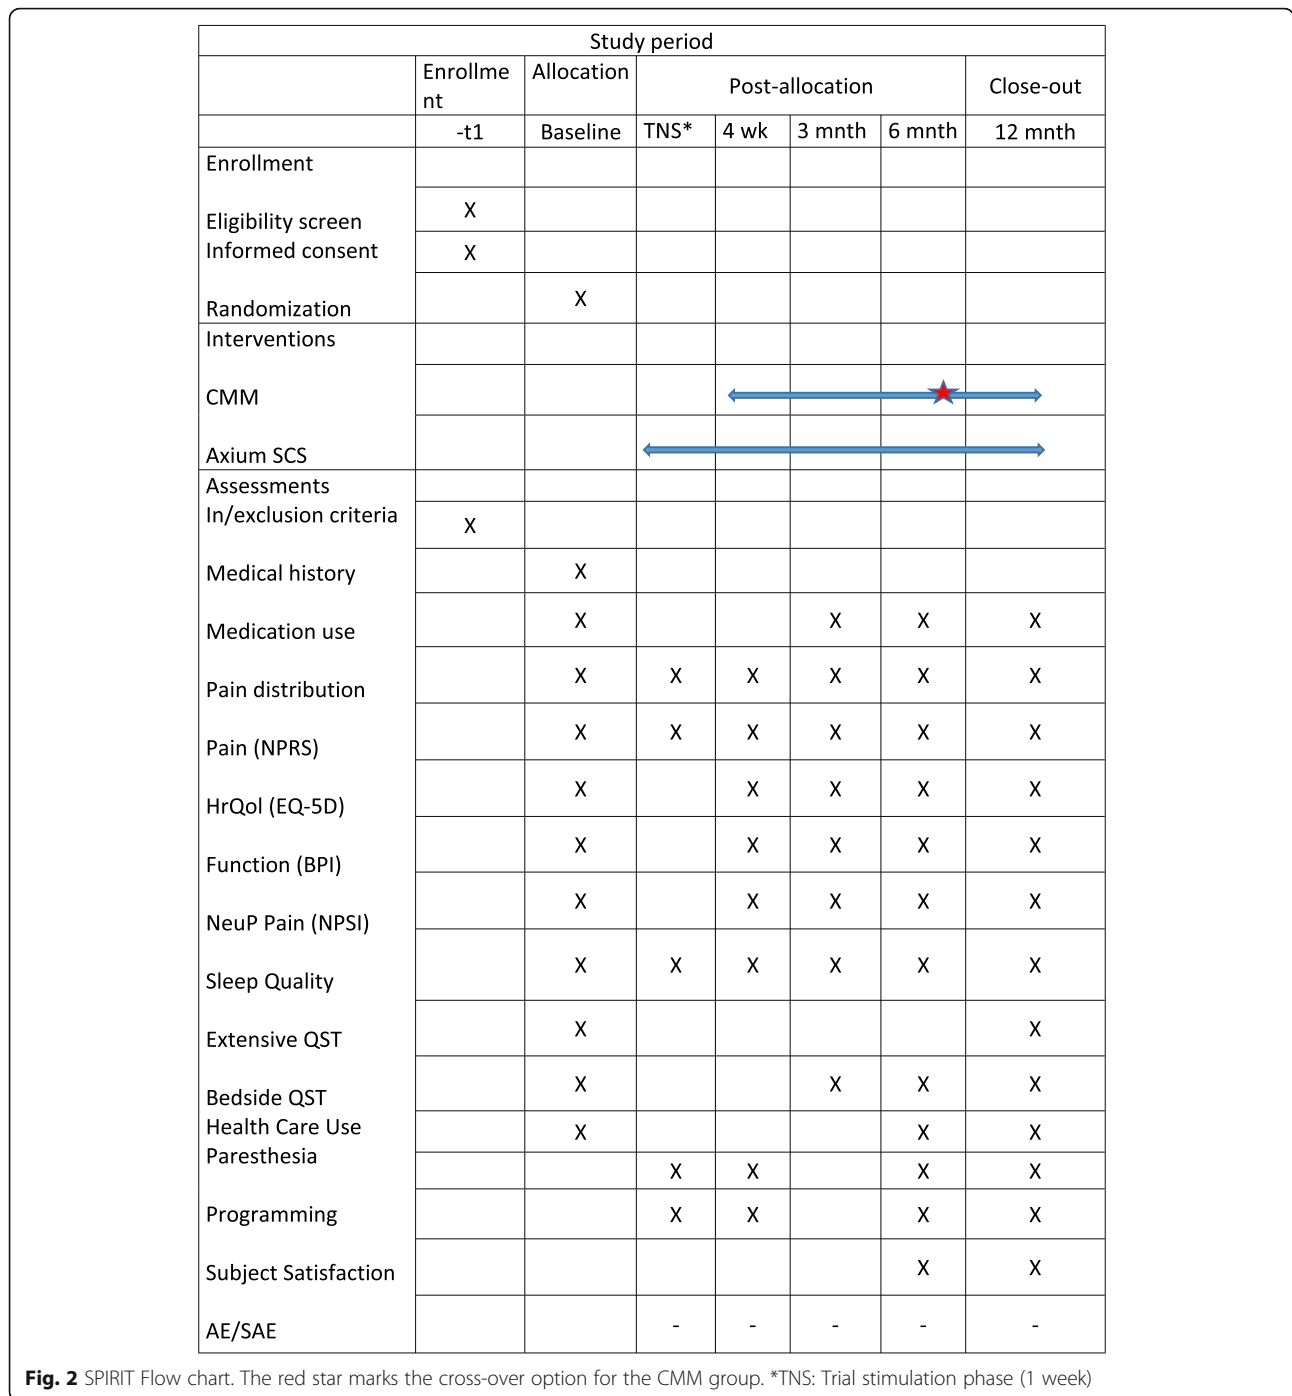 Study period
Enrollme
nt
Allocation
Post-allocation
Close-out
-t1 Baseline TNS* 4 wk 3 mnth 6 mnth 12 mnth
Enrollment
Eligibility screen X
Informed consent X
Randomization X
Interventions
CMM
Axium SCS
Assessments
In/exclusion criteria X
Medical history X
Medication use X X X X
Pain distribution X X X X X X
Pain (NPRS) X X X X X X
HrQol (EQ-5D) X X X X X
Function (BPI) X X X X X
NeuP Pain (NPSI) X X X X X
Sleep Quality X X X X X X
Extensive QST X X
Bedside QST X X X X
Health Care Use X X X
Paresthesia X X X X
Programming X X X X
Subject Satisfaction X X
AE/SAE - - - - -
Fig. 2 SPIRIT Flow chart. The red star marks the cross-over option for the CMM group. *TNS: Trial stimulation phase (1 week)